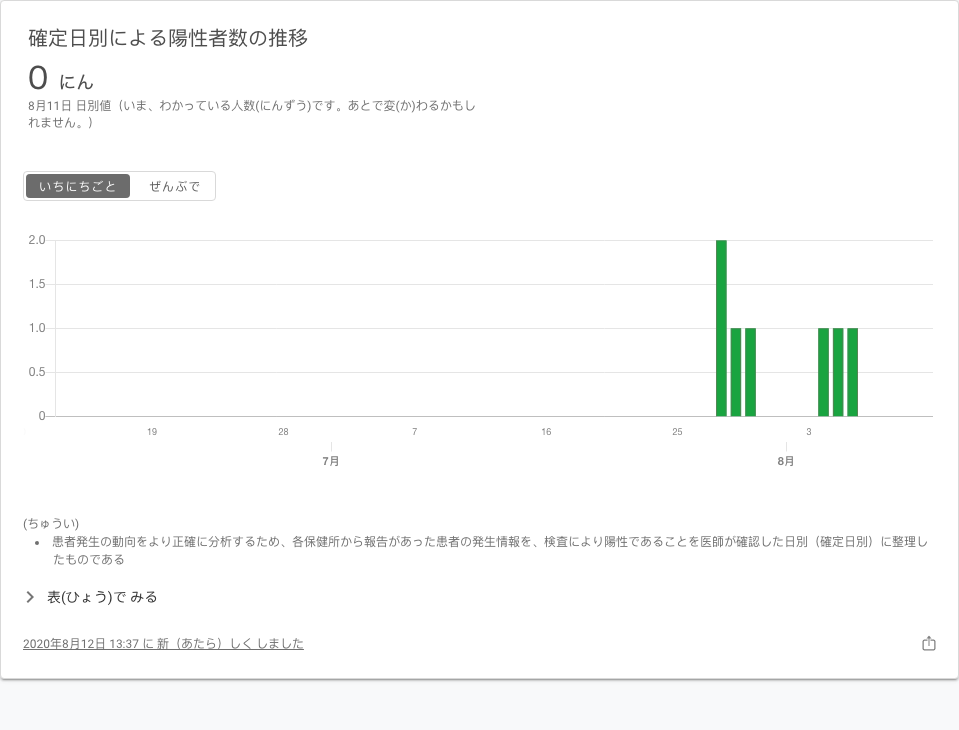 確定日別による陽性者数の推移
0 にん
8月11日 日別値（いま、わかっている人数(にんずう)です。あとで変(か)わるかもし
れません。）
いちにちごと ぜんぶで
2.0
1.5
1.0
0.5
0
19 28 7 16 25 3
7月 8月
(ちゅうい)
• 患者発生の動向をより正確に分析するため、各保健所から報告があった患者の発生情報を、検査により陽性であることを医師が確認した日別（確定日別）に整理し
たものである
表(ひょう)で みる
2020年8月12日 13:37 に 新（あたら）しく しました